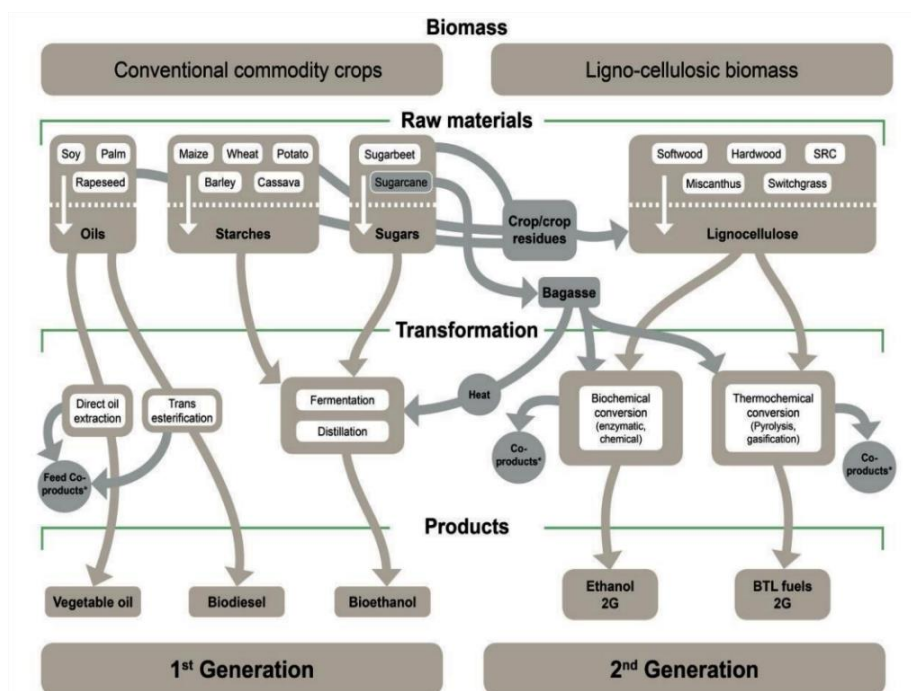 Biomass
Conventional commodity crops
Ligno-cellulosic biomass
Raw materials
Soy
Palm
Rapeseed
Oils
Maize
Wheat
Potato
Barley
Cassava
Starches
Sugarbeet
Sugarcane
Sugars
Crop/crop
residues
Softwood
Hardwood
SRC
Miscanthus
Switchgrass
Lignocellulose
Bagasse
Transformation
Direct oil
extraction
Trans
esterification
Feed Co-
products*
Fermentation
Distillation
Heat
Co-
products*
Biochemical
conversion
(enzymatic,
chemical)
Thermochemical
conversion
(Pyrolysis,
gasification)
Co-
products*
Products
Vegetable oil
Biodiesel
Bioethanol
Ethanol
2G
BTL fuels
2G
1st Generation
2nd Generation